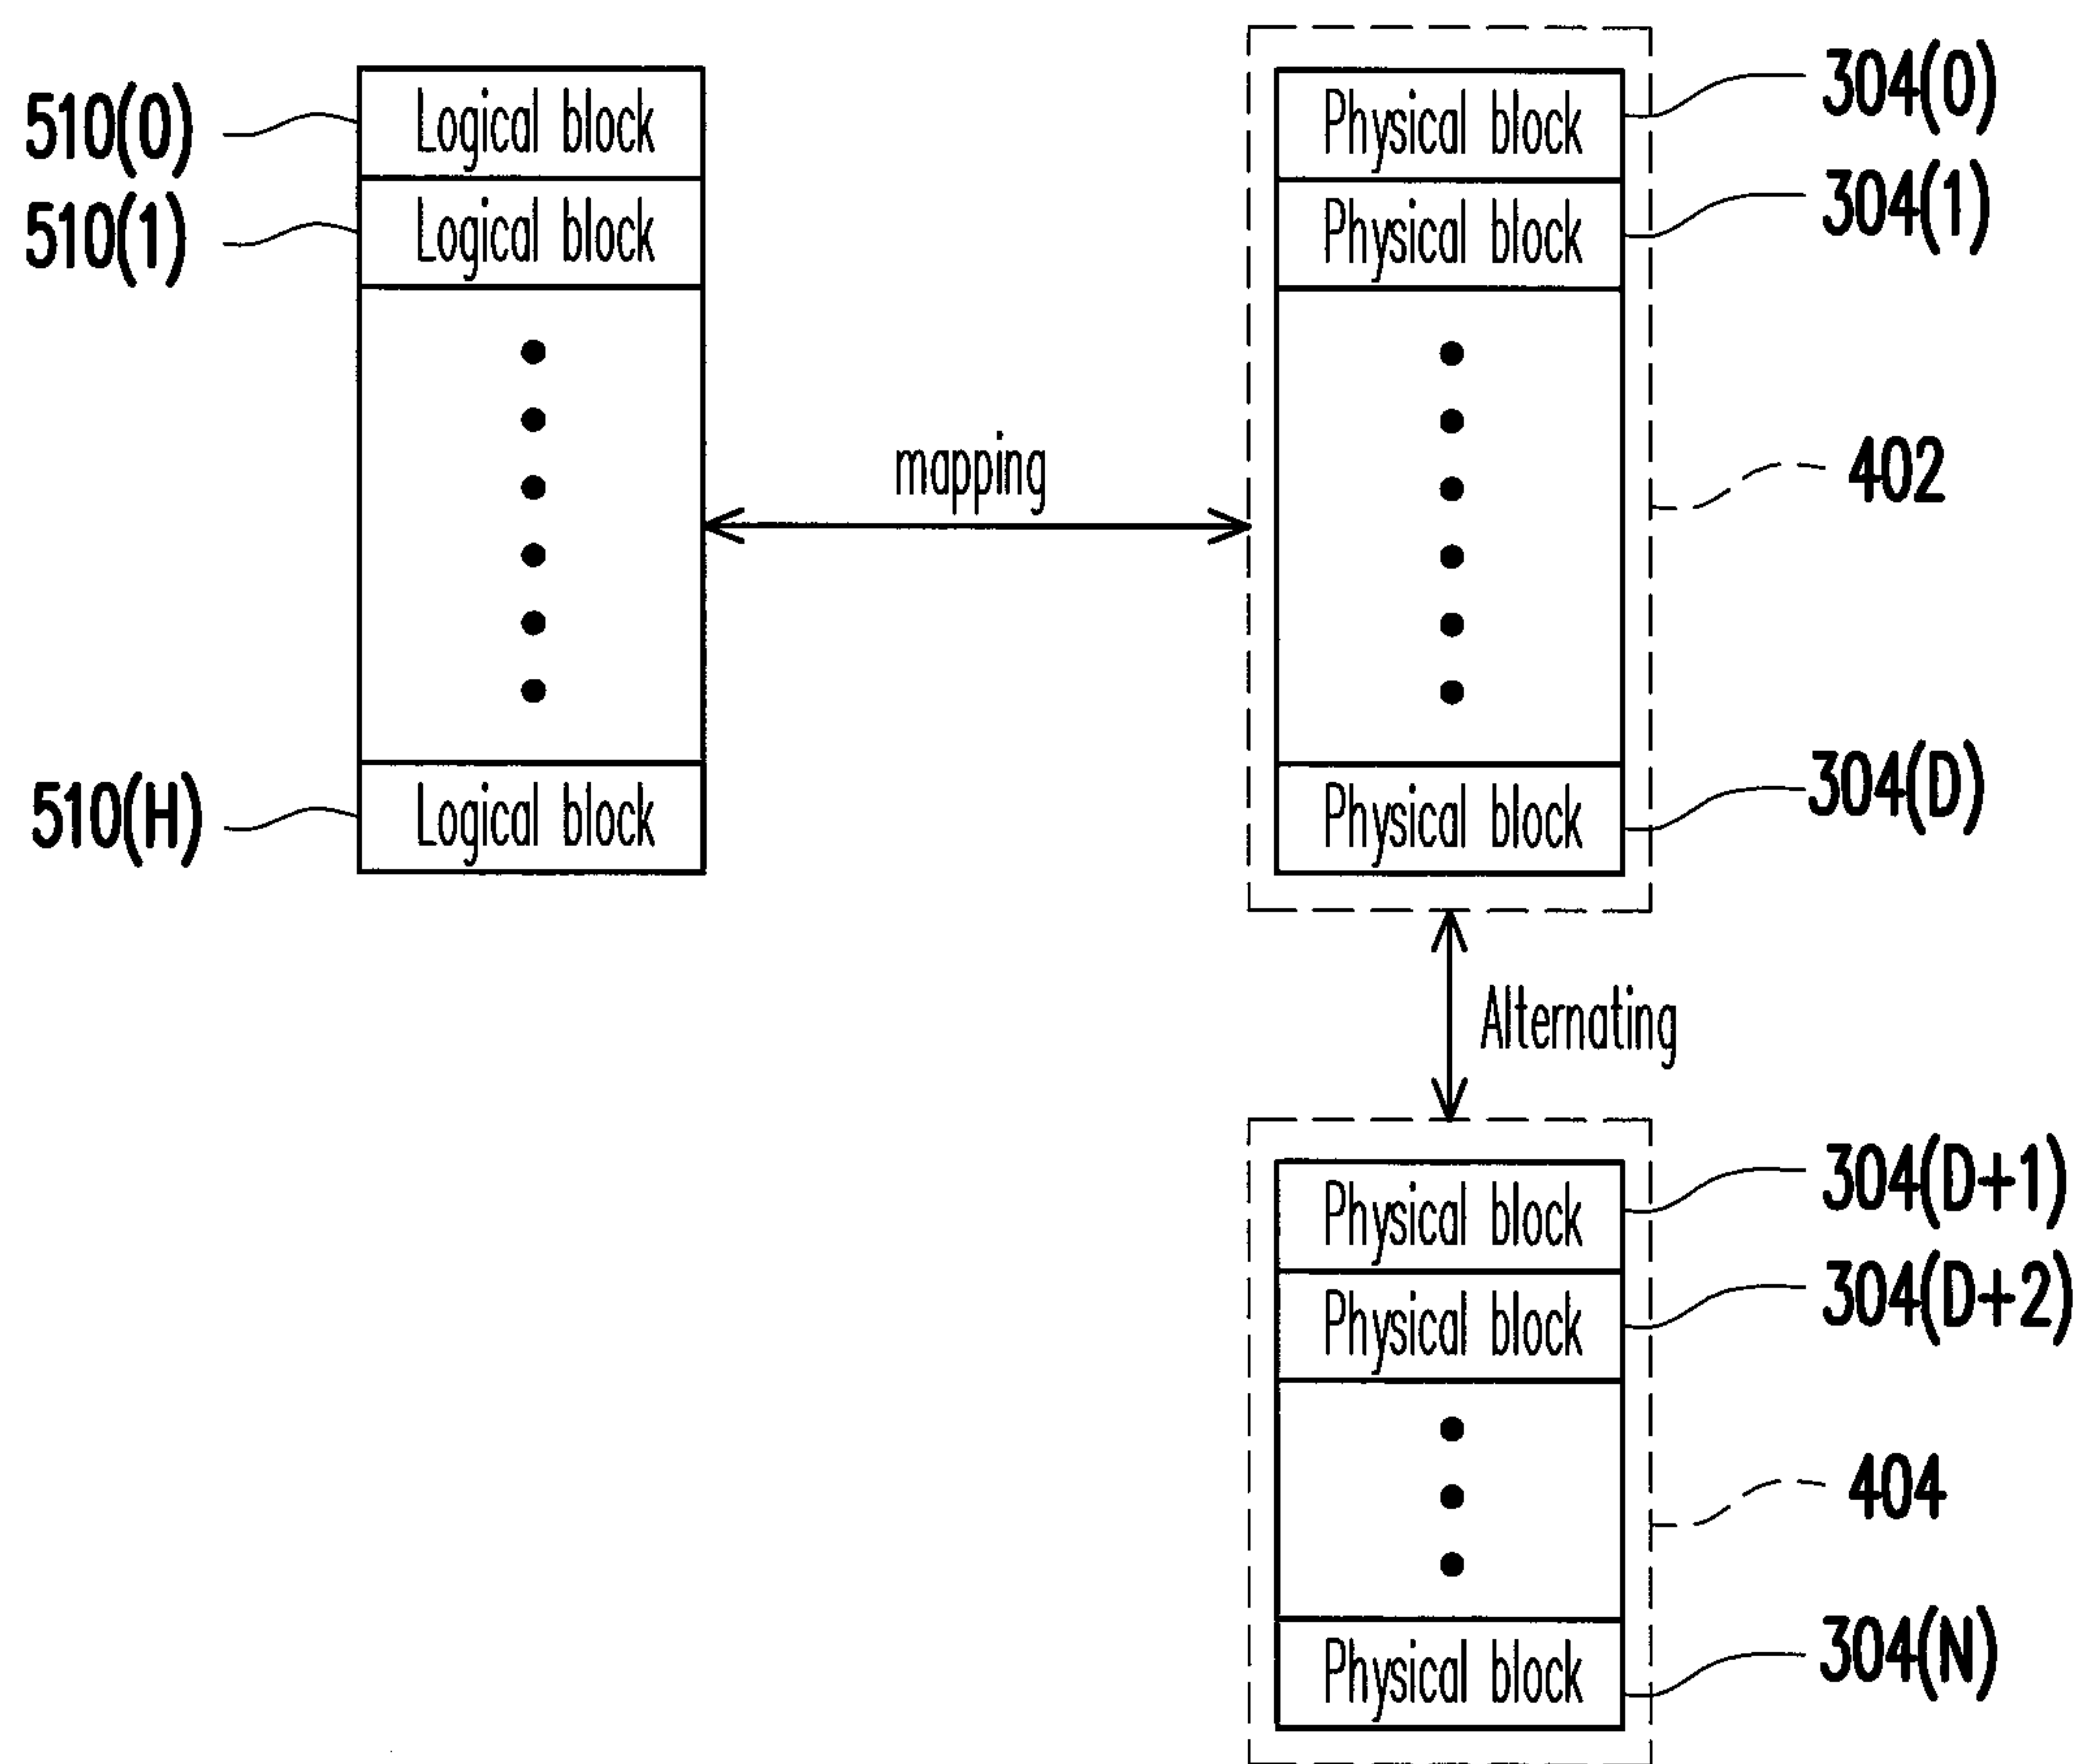 510(0)
Logical block
510(1)
Logical block
510(H)
Logical block
mapping
Physical block
304(0)
Physical block
304(1)
402
Physical block
304(D)
Alternating
Physical block
304(D+1)
Physical block
304(D+2)
404
Physical block
304(N)